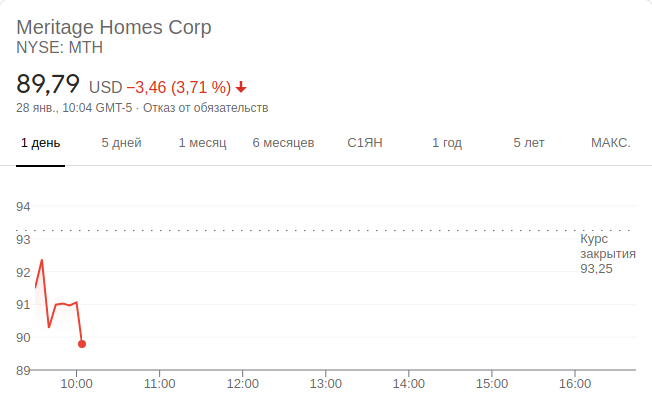 Meritage Homes Corp
NYSE: MTH
89,79 USD −3,46 (3,71 %)
28 янв., 10:04 GMT-5 · Отказ от обязательств
1 день 5 дней 1 месяц 6 месяцев С1ЯН 1 год 5 лет МАКС.
94
93
92
91
90
89
Курс
закрытия
93,25
10:00 11:00 12:00 13:00 14:00 15:00 16:00